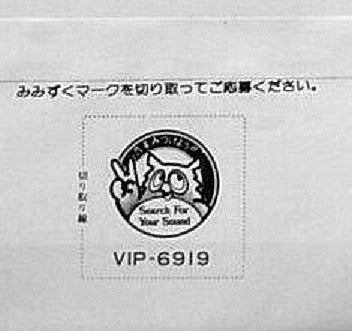 みみずくマークを切り取ってご応募ください。
切り取り線
Search For
Your Sound
VIP-6919